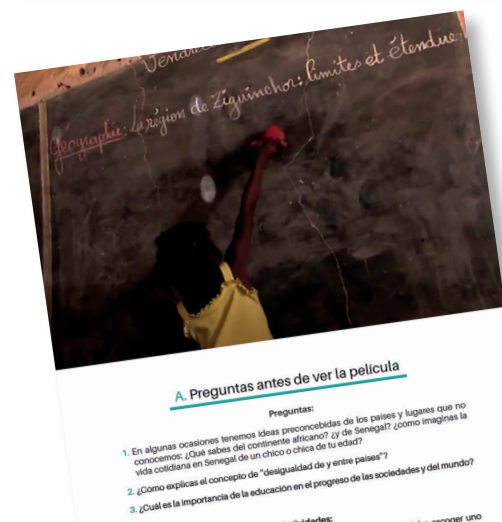 Géographie: La région de Ziguinchor: limites et étendue
A. Preguntas antes de ver la película
Preguntas:
1. En algunas ocasiones tenemos ideas preconcebidas de los países y lugares que no
conocemos: ¿Qué sabes del continente africano? ¿y de Senegal? ¿cómo imaginas la
vida cotidiana en Senegal de un chico o chica de tu edad?
2. ¿Cómo explicas el concepto de "desigualdad de y entre países"?
3. ¿Cuál es la importancia de la educación en el progreso de las sociedades y del mundo?